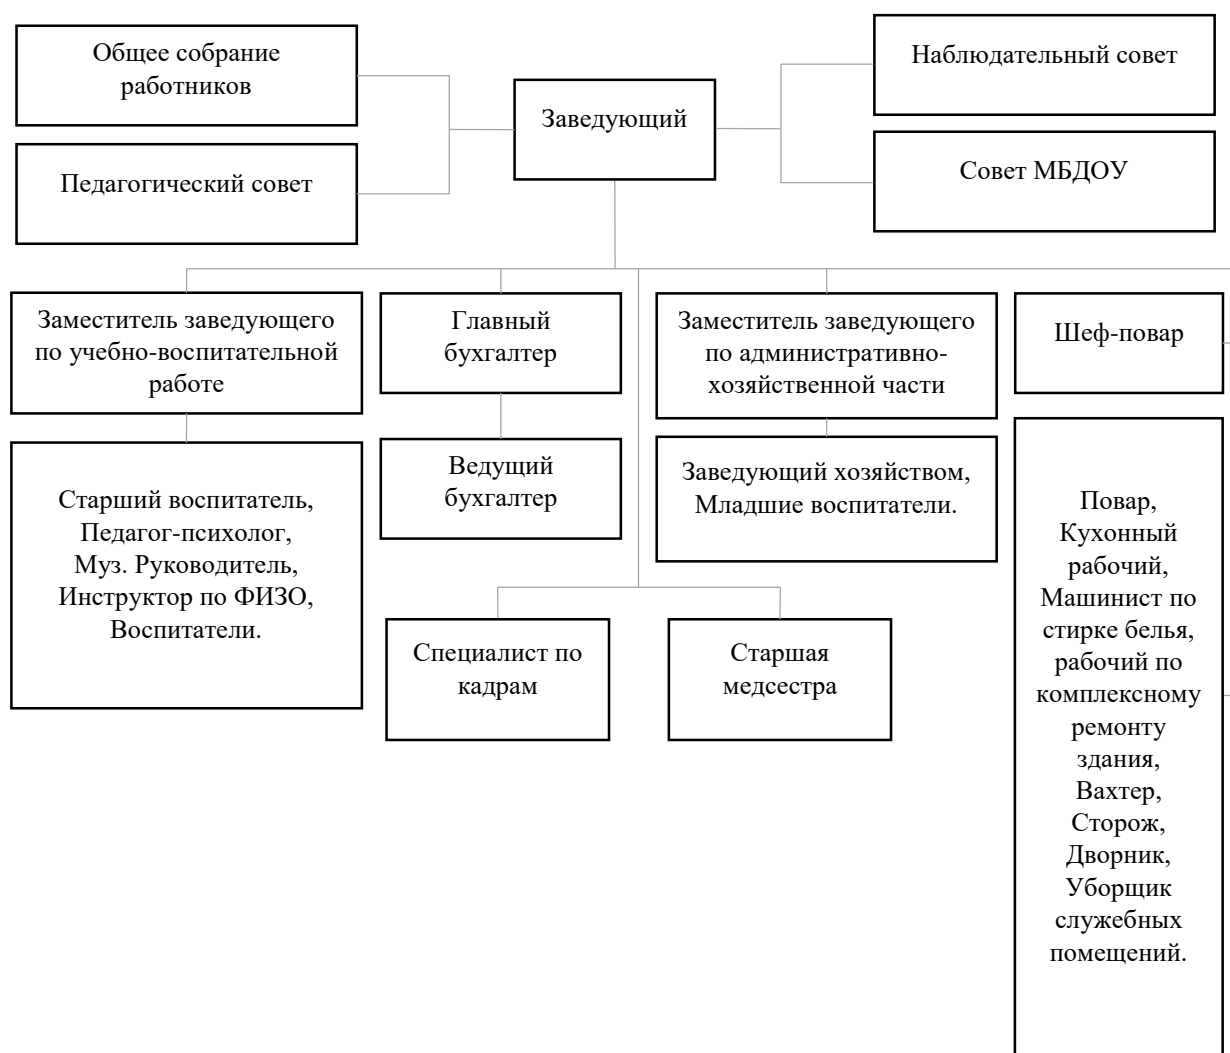 Общее собрание
работников
Педагогический совет
Заведующий
Наблюдательный совет
Совет МБДОУ
Заместитель заведующего
по учебно-воспитательной
работе
Главный
бухгалтер
Заместитель заведующего
по административно-
хозяйственной части
Шеф-повар
Старший воспитатель,
Педагог-психолог,
Муз. Руководитель,
Инструктор по ФИЗО,
Воспитатели.
Ведущий
бухгалтер
Заведующий хозяйством,
Младшие воспитатели.
Повар,
Кухонный
рабочий,
Машинист по
стирке белья,
рабочий по
комплексному
ремонту
здания,
Вахтер,
Сторож,
Дворник,
Уборщик
служебных
помещений.
Специалист по
кадрам
Старшая
медсестра